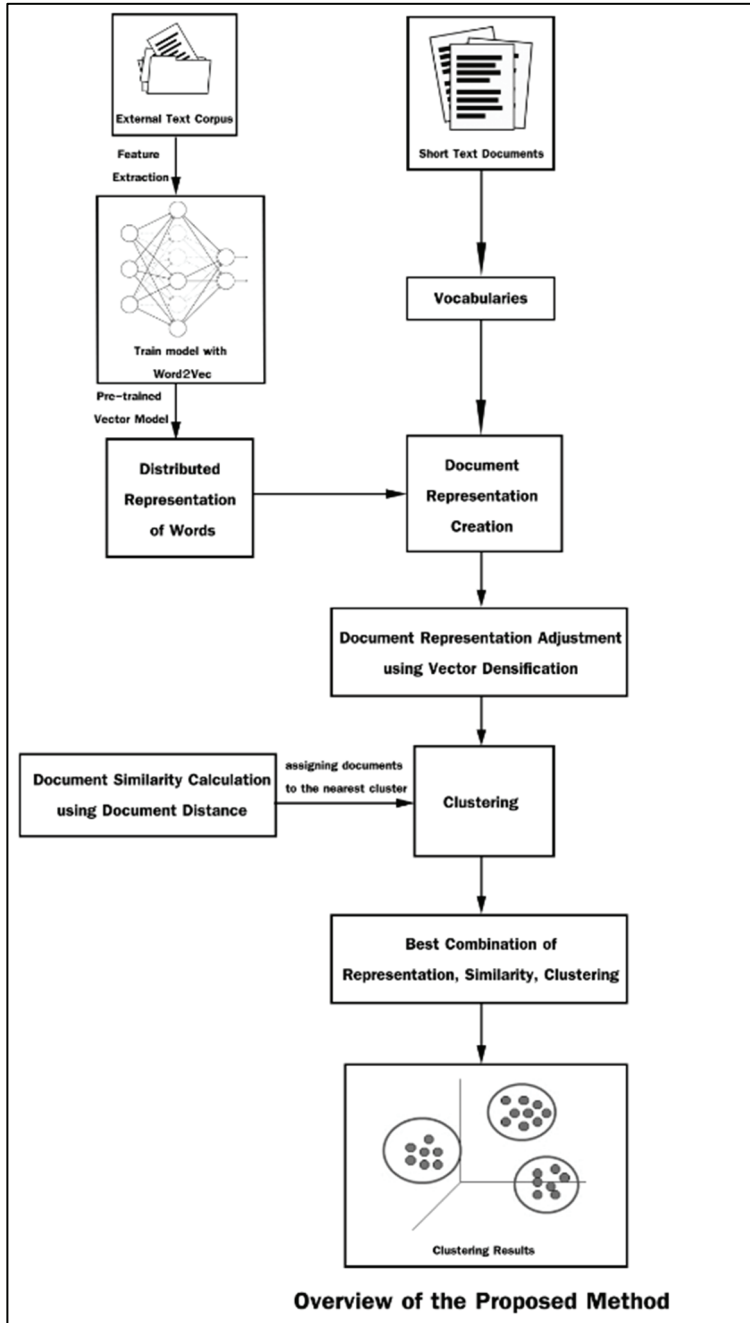 External Text Corpus
Short Text Documents
Feature
Extraction
Train model with
Word2Vec
Vocabularies
Pre-trained
Vector Model
Distributed
Representation
of Words
Document
Representation
Creation
Document Representation Adjustment
using Vector Densification
Document Similarity Calculation
using Document Distance
assigning documents
to the nearest cluster
Clustering
Best Combination of
Representation, Similarity, Clustering
Clustering Results
Overview of the Proposed Method